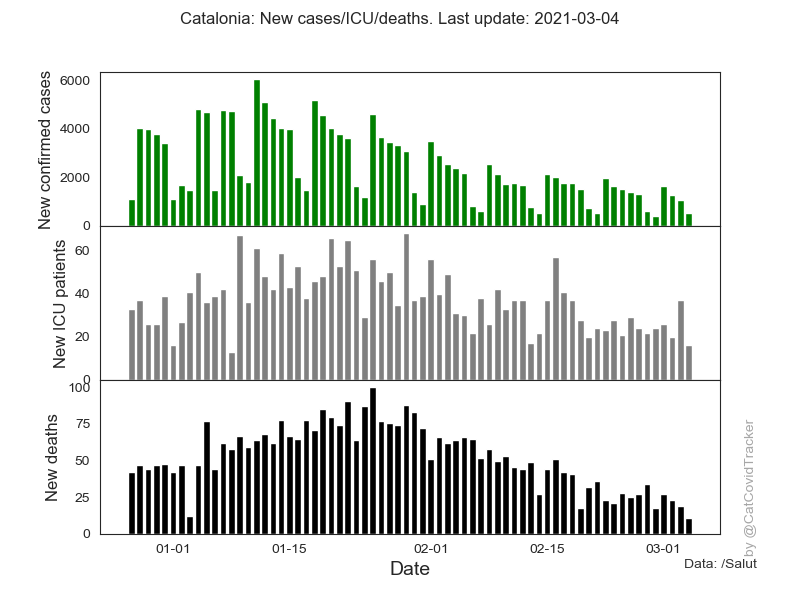 Catalonia: New cases/ICU/deaths. Last update: 2021-03-04
New confirmed cases
6000
4000
2000
0
New ICU patients
60
40
20
0
New deaths
100
75
50
25
0
01-01 01-15 02-01 02-15 03-01
Date
by @CatCovidTracker
Data: /Salut